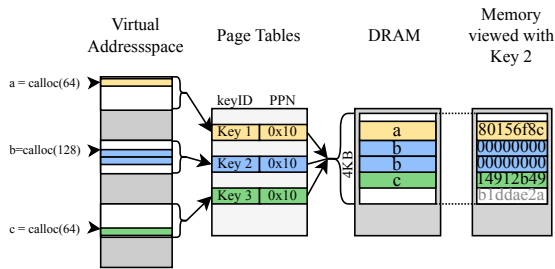 Virtual
Addressspace
Page Tables
DRAM
Memory
viewed with
Key 2
a = calloc(64)
b=calloc(128)
c = calloc(64)
keyID PPN
Key 1 0x10
Key 2 0x10
Key 3 0x10
4KB
a
b
b
c
80156f8c
00000000
00000000
14912b49
b1ddae2a